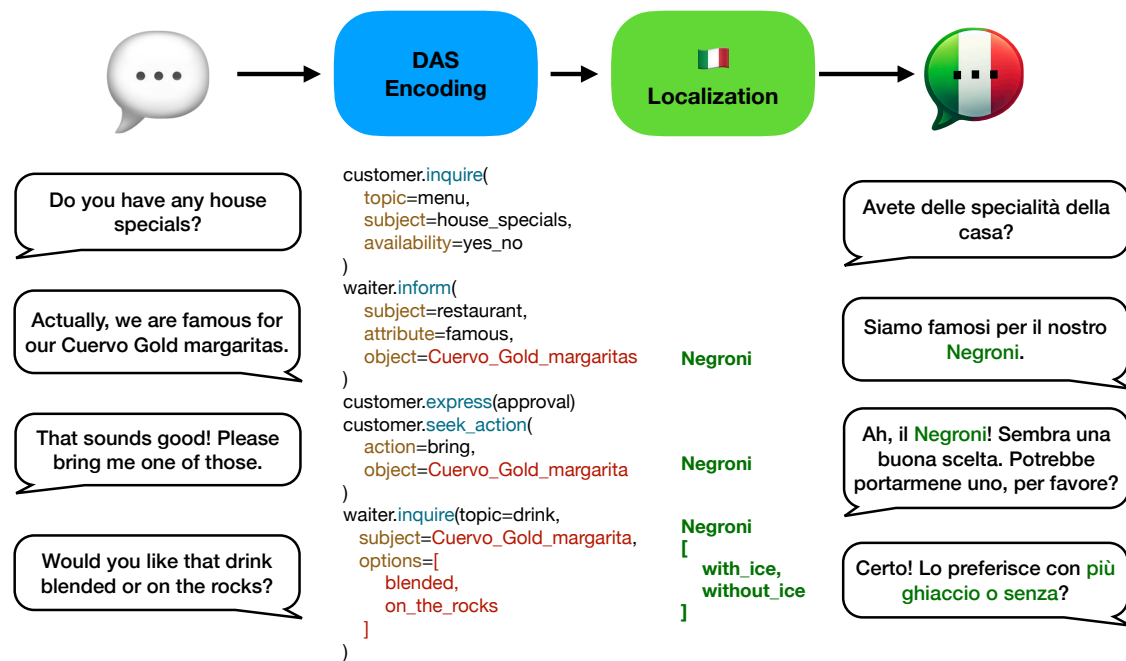 DAS
Encoding
Localization
Do you have any house
specials?
Actually, we are famous for
our Cuervo Gold margaritas.
That sounds good! Please
bring me one of those.
Would you like that drink
blended or on the rocks?
customer.inquire(
topic=menu,
subject=house_specials,
availability=yes_no
)
waiter.inform(
subject=restaurant,
attribute=famous,
object=Cuervo_Gold_margaritas
)
customer.express(approval)
customer.seek_action(
action=bring,
object=Cuervo_Gold_margarita
)
waiter.inquire(topic=drink,
subject=Cuervo_Gold_margarita,
options=[
blended,
on_the_rocks
]
)
Negroni
Negroni
Negroni
[
with_ice,
without_ice
]
Avete delle specialità della
casa?
Siamo famosi per il nostro
Negroni.
Ah, il Negroni! Sembra una
buona scelta. Potrebbe
portarmene uno, per favore?
Certo! Lo preferisce con più
ghiaccio o senza?